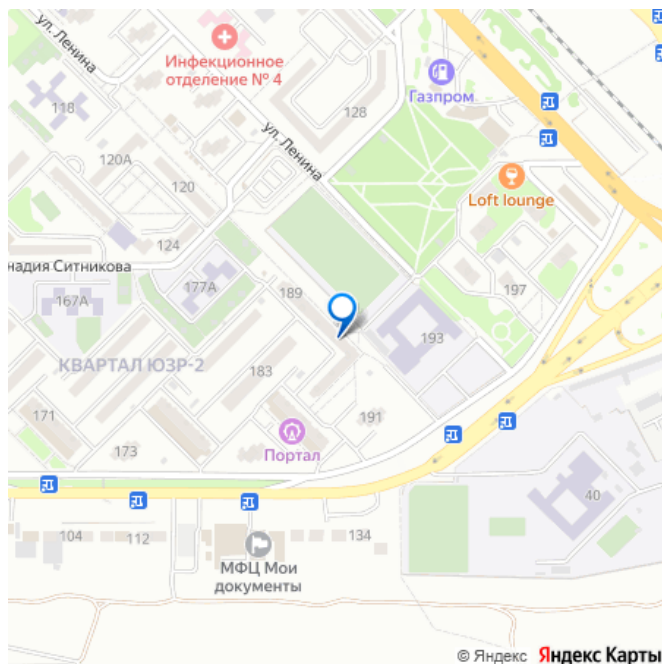 ул. Ленина
Инфекционное
отделение № 4
Газпром
118
128
ул. Ленина
120А
120
Loft lounge
124
надия Ситникова
177А
197
167А
189
193
КВАРТАЛ ЮЗР-2
183
171
191
173
Портал
40
104
112
134
МФЦ Мои
документы
© Яндекс Яндекс Карты